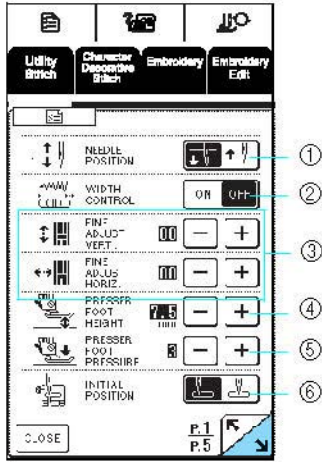 Utility
Stitch
Character
Decorative
Stitch
Embroidery
Embroidery
Edit
NEEDLE
POSITION
①
WIDTH
CONTROL
ON OFF
②
FINE
ADJUST
VERT.
00 − +
③
FINE
ADJUS
HORIZ.
00 − +
PRESSER
FOOT
HEIGHT
7.5
mm
− +
④
PRESSER
FOOT
PRESSURE
3 − +
⑤
INITIAL
POSITION
⑥
CLOSE
P.1
P.5